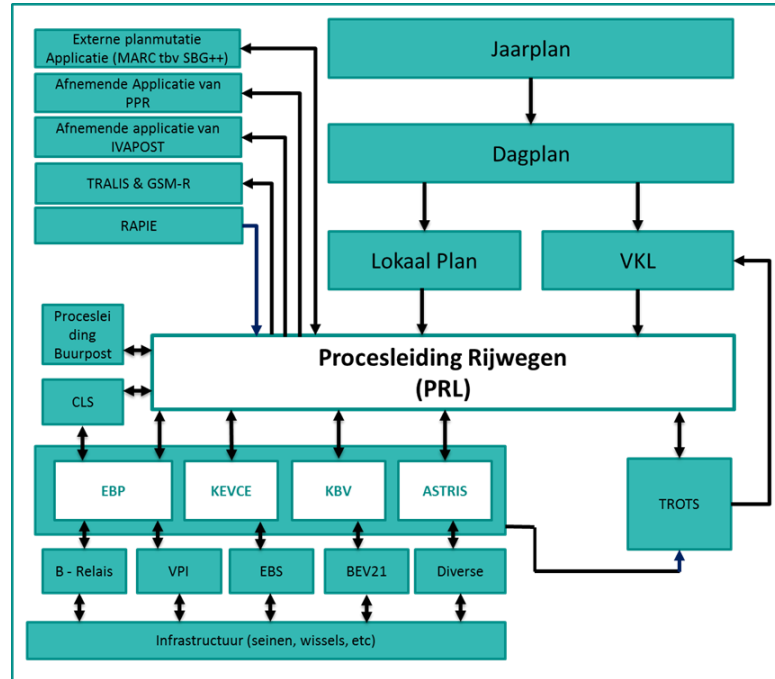 Externe planmutatie
Applicatie (MARC tbv SBG++)
Afnemende Applicatie van
PPR
Afnemende applicatie van
IVAPOST
TRALIS & GSM-R
RAPIE
Jaarplan
Dagplan
Lokaal Plan
VKL
Proceslei
ding
Buurpost
CLS
Procesleiding Rijwegen
(PRL)
EBP
KEVCE
KBV
ASTRIS
TROTS
B - Relais
VPI
EBS
BEV21
Diverse
Infrastructuur (seinen, wissels, etc)